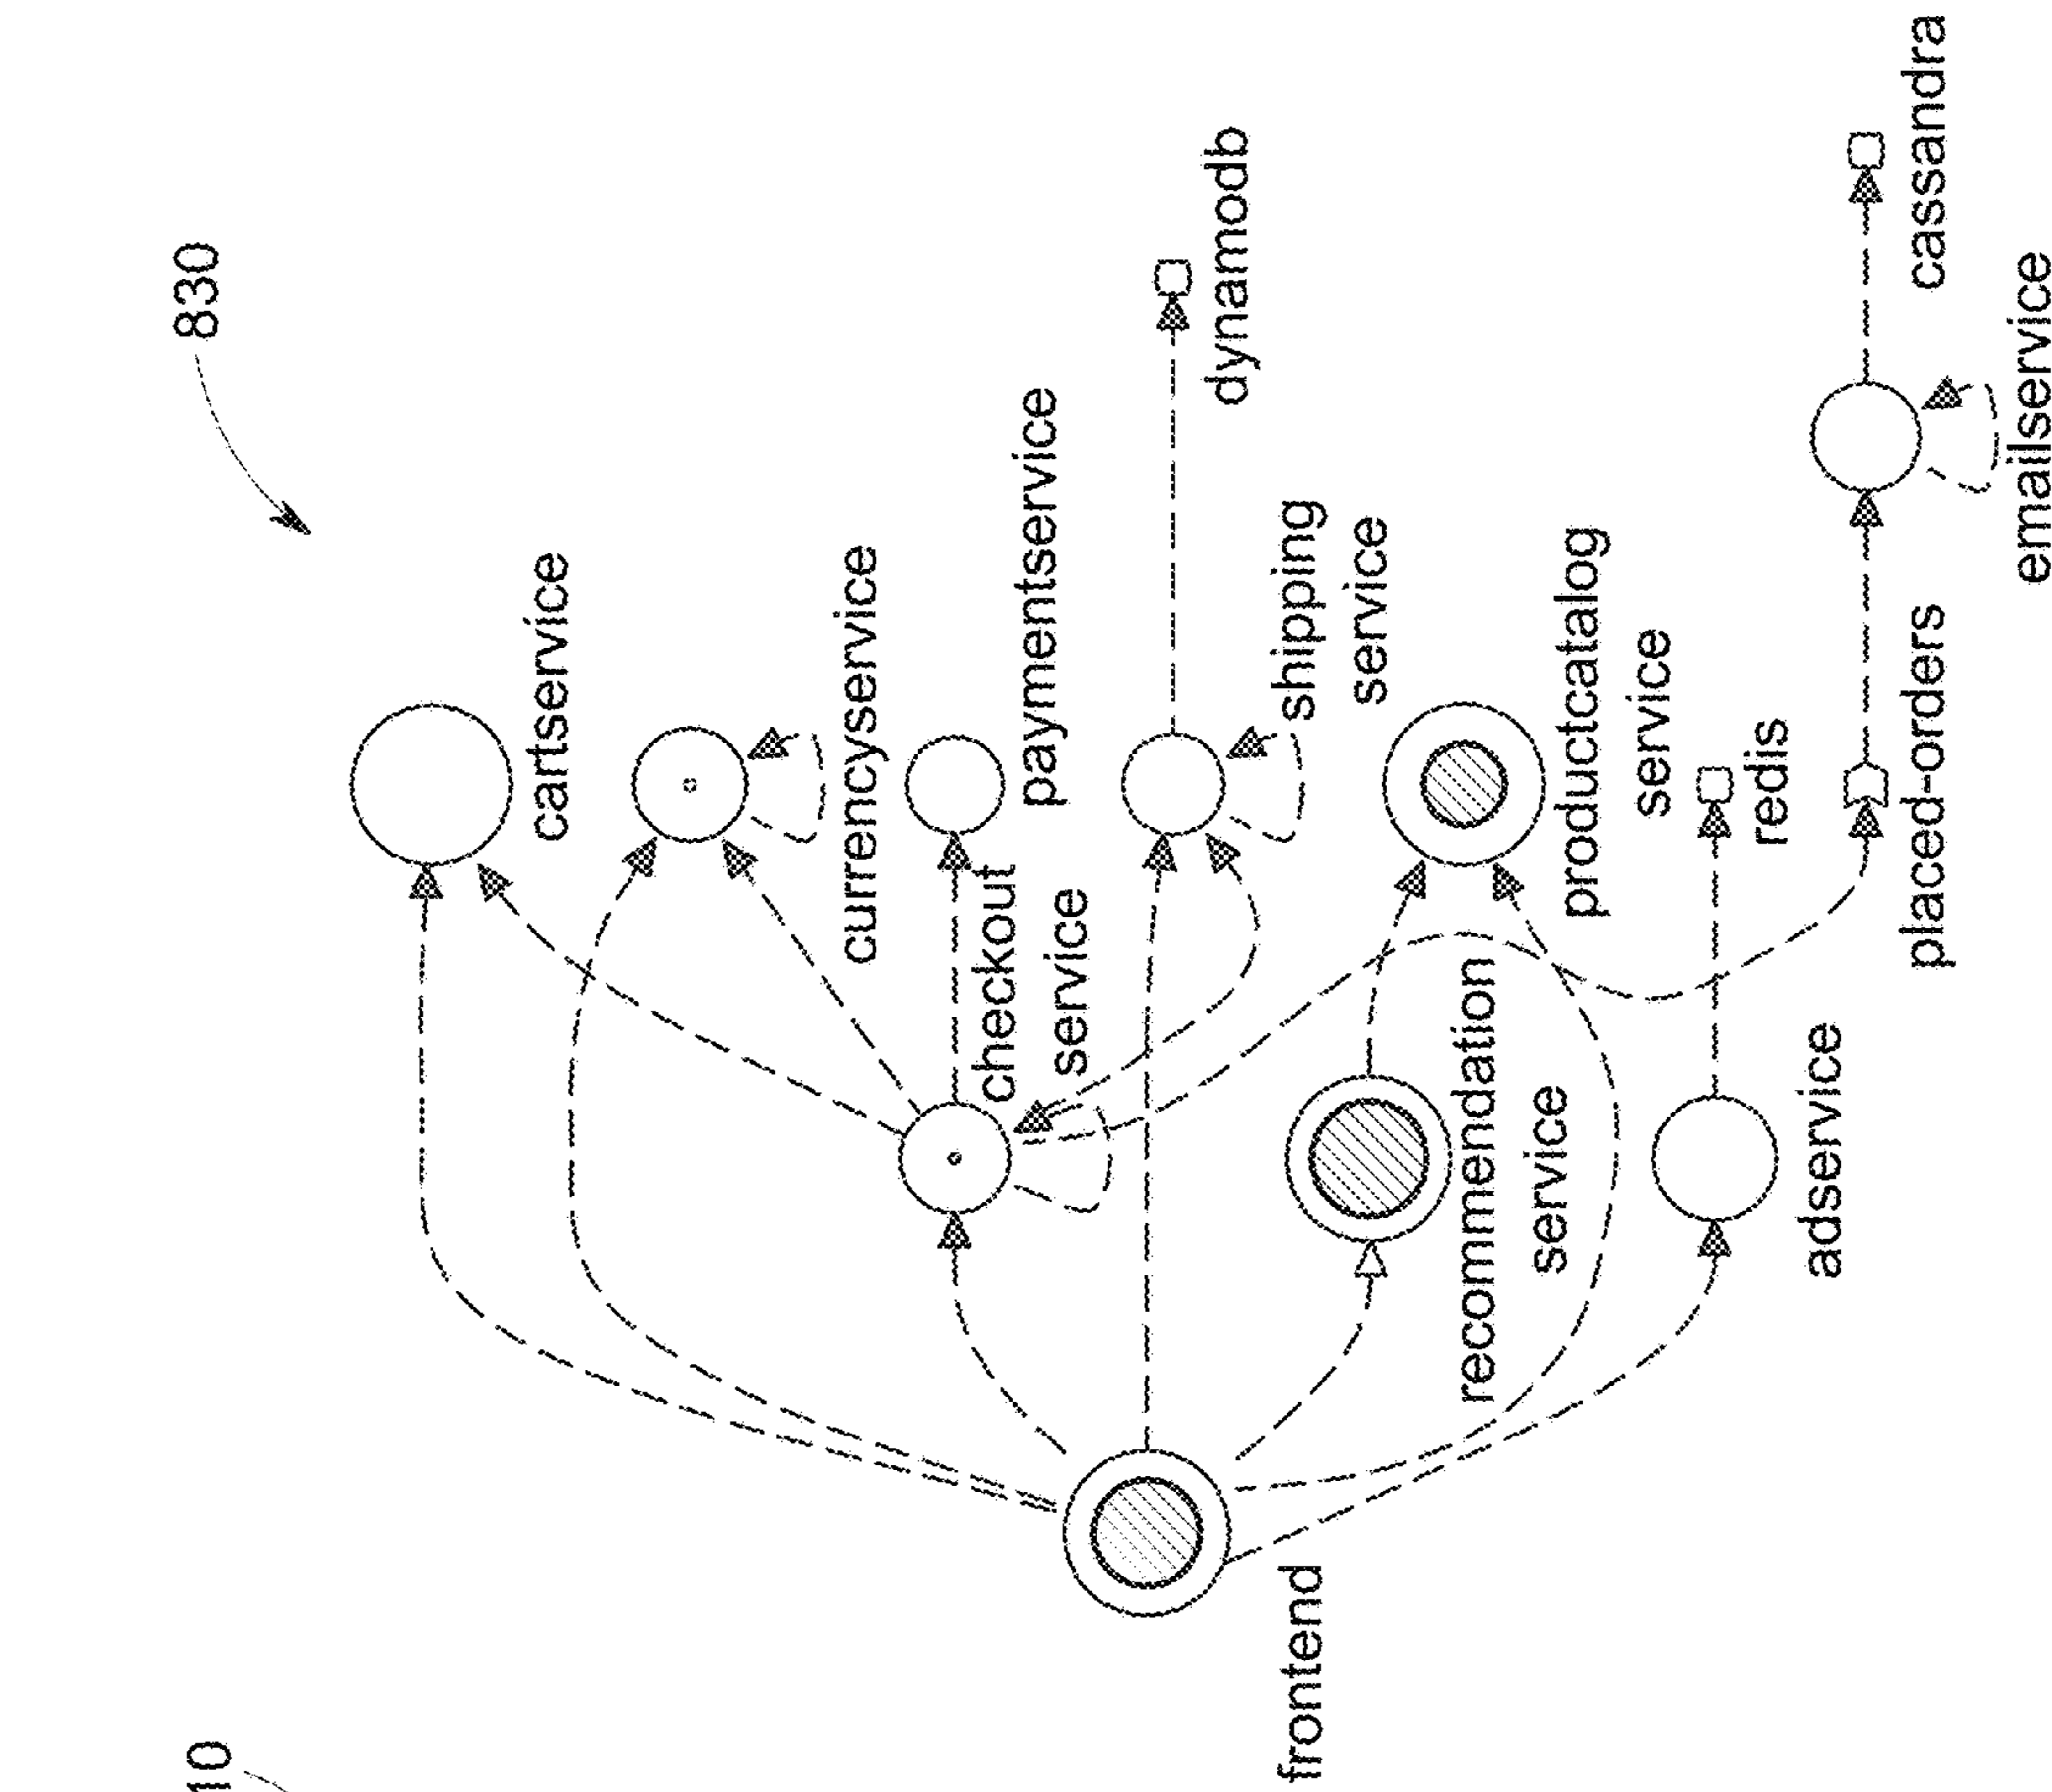 830
cartservice
currencyservice
paymentservice
checkout
service
dynamodb
shipping
service
productcatalog
service
recommendation
service
redis
adservice
placed-orders
cassandra
emailservice
frontend
10